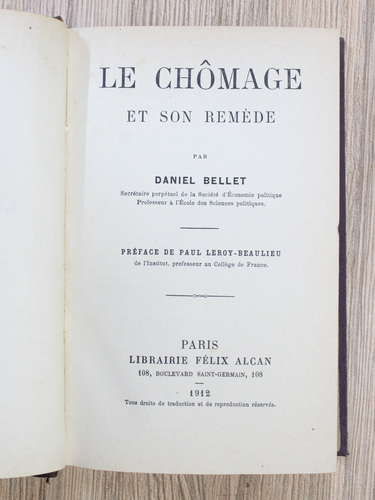 LE CHÔMAGE
ET SON REMÈDE
PAR
DANIEL BELLET
Secrétaire perpétuel de la Société d'Économie politique
Professeur à l'École des Sciences politiques.
PRÉFACE DE PAUL LEROY-BEAULIEU
de l'Institut, professeur au Collège de France.
PARIS
LIBRAIRIE FÉLIX ALCAN
108, BOULEVARD SAINT-GERMAIN, 108
1912
Tous droits de traduction et de reproduction réservés.